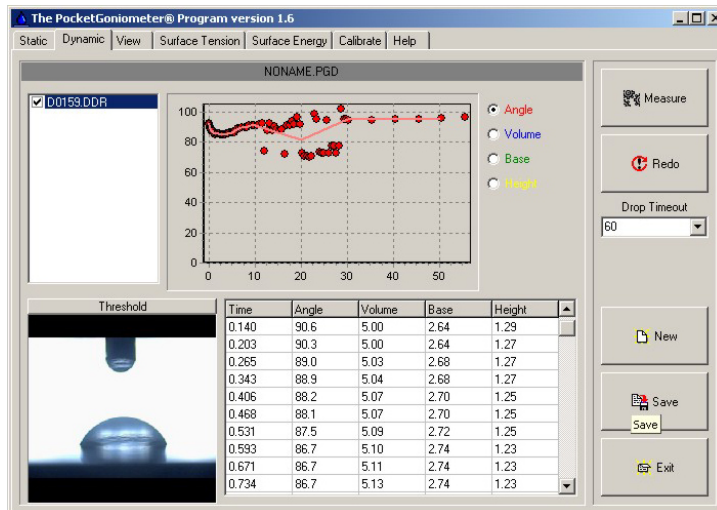 The PocketGoniometer® Program version 1.6
Static Dynamic View Surface Tension Surface Energy Calibrate Help
NONAME.PGD
D0159.DDR
100
80
60
40
20
0
0 10 20 30 40 50
Angle
Volume
Base
Height
Measure
Redo
Drop Timeout
60
New
Save
Save
Exit
Threshold
Time Angle Volume Base Height
0.140 90.6 5.00 2.64 1.29
0.203 90.3 5.00 2.64 1.27
0.265 89.0 5.03 2.68 1.27
0.343 88.9 5.04 2.68 1.27
0.406 88.2 5.07 2.70 1.25
0.468 88.1 5.07 2.70 1.25
0.531 87.5 5.09 2.72 1.25
0.593 86.7 5.10 2.74 1.23
0.671 86.7 5.11 2.74 1.23
0.734 86.7 5.13 2.74 1.23